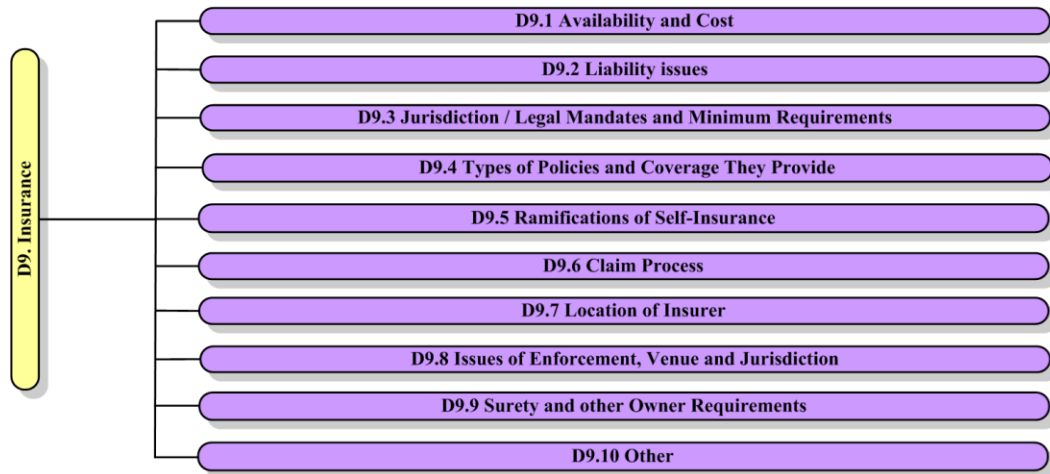 D9. Insurance
D9.1 Availability and Cost
D9.2 Liability issues
D9.3 Jurisdiction / Legal Mandates and Minimum Requirements
D9.4 Types of Policies and Coverage They Provide
D9.5 Ramifications of Self-Insurance
D9.6 Claim Process
D9.7 Location of Insurer
D9.8 Issues of Enforcement, Venue and Jurisdiction
D9.9 Surety and other Owner Requirements
D9.10 Other